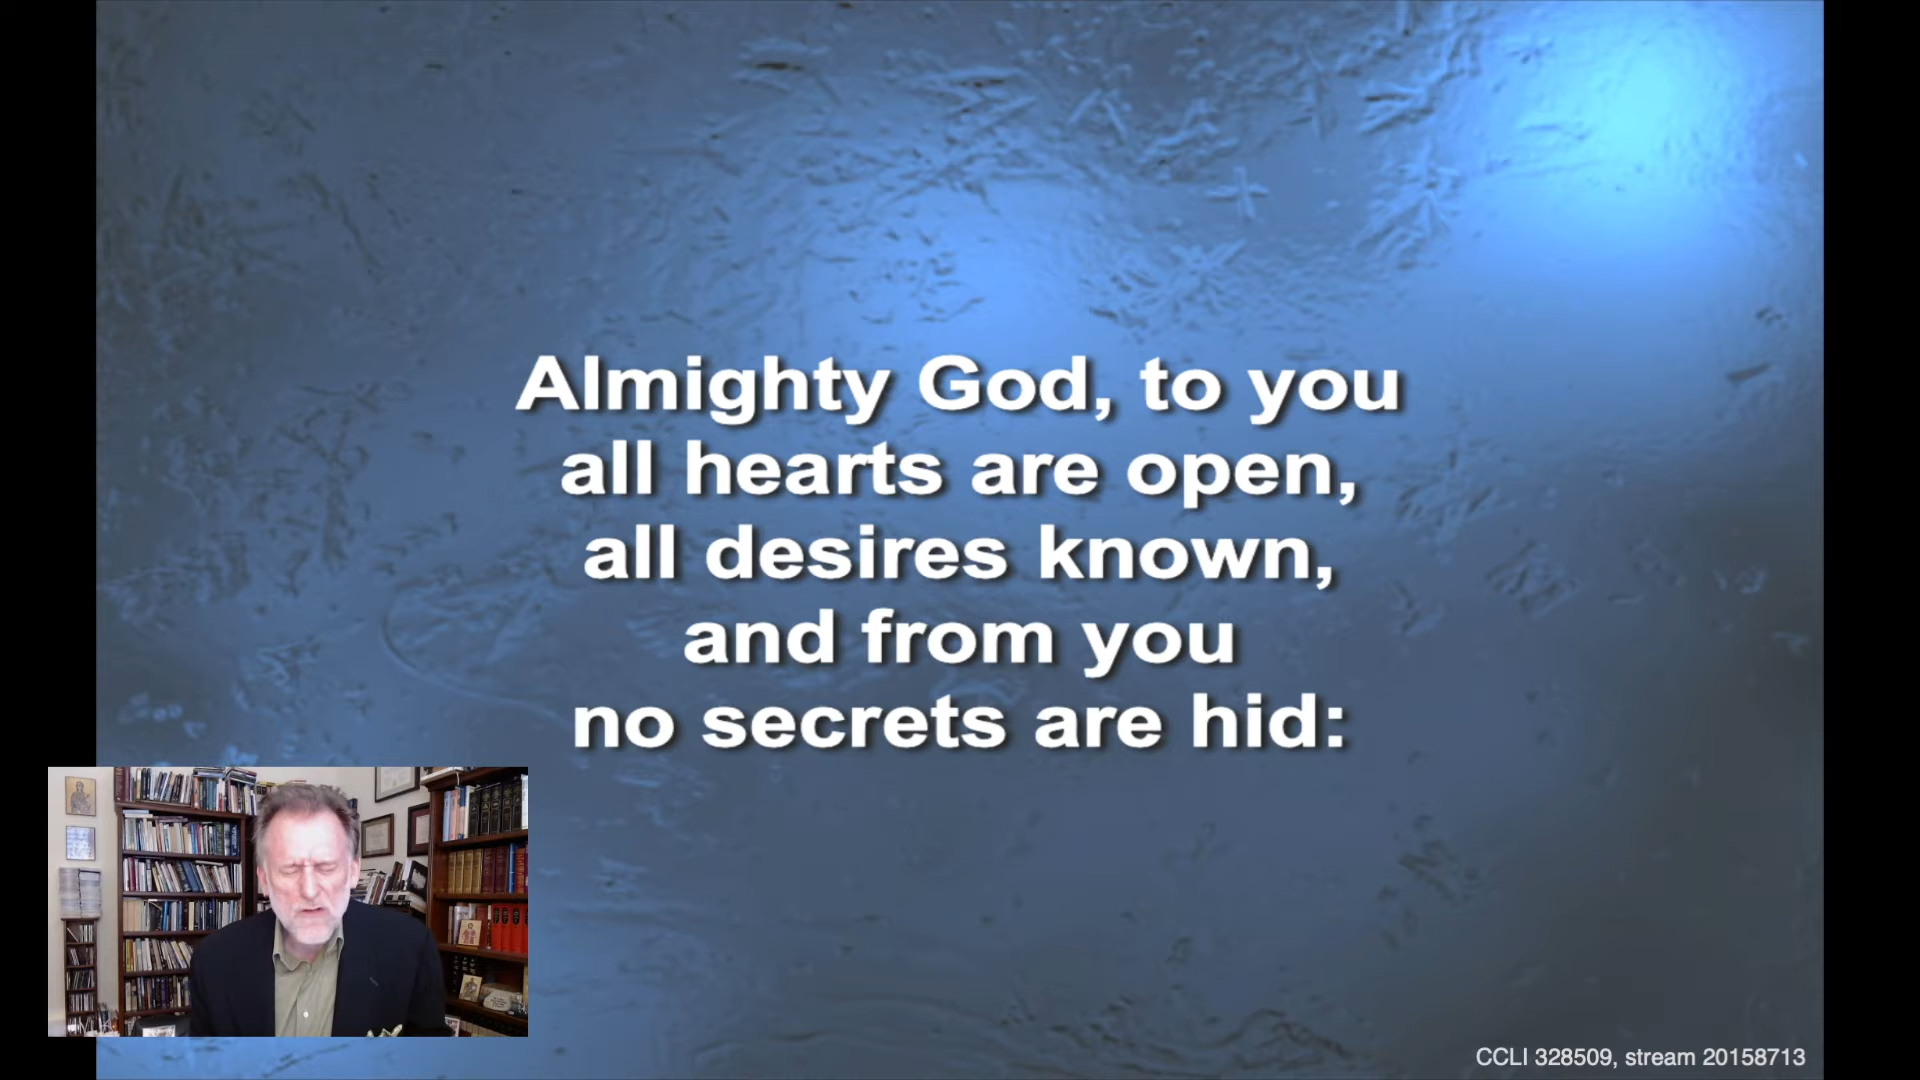 Almighty God, to you
all hearts are open,
all desires known,
and from you
no secrets are hid:
CCLI 328509, stream 20158713